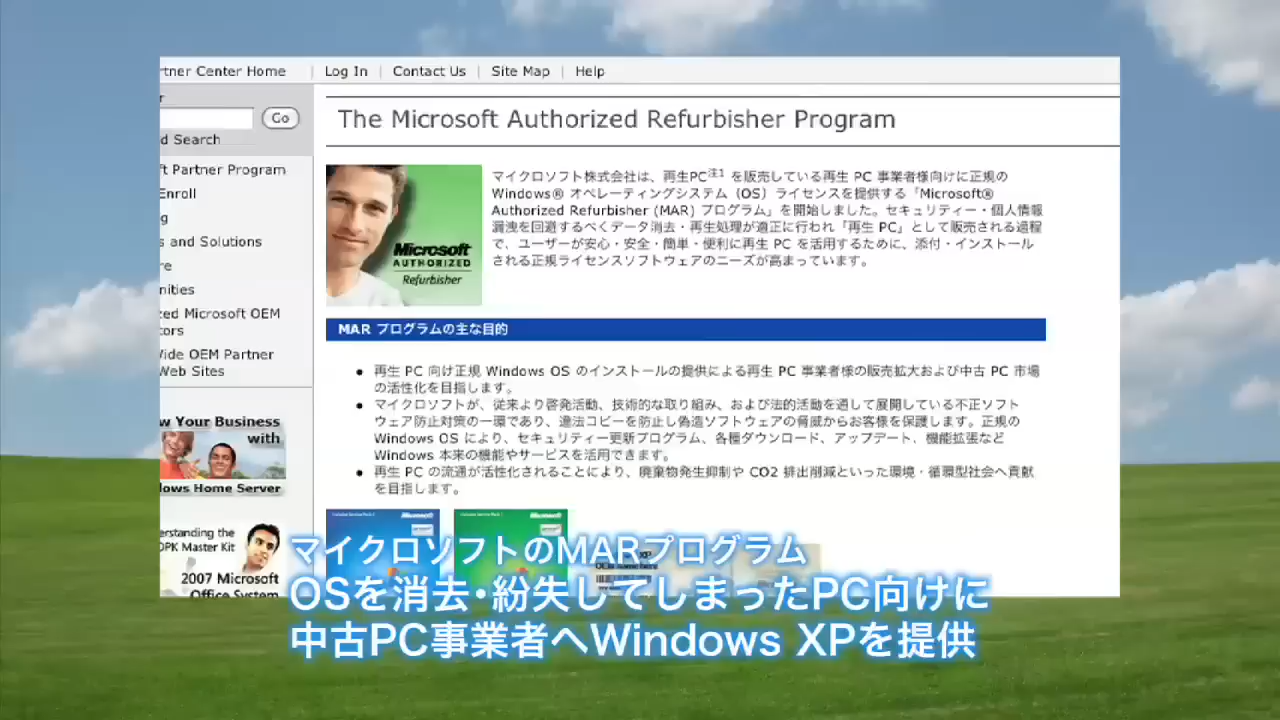 rtner Center Home | Log In | Contact Us | Site Map | Help
r
Go
d Search
ft Partner Program
Enroll
g
s and Solutions
re
nities
zed Microsoft OEM
tors
Wide OEM Partner
Web Sites
w Your Business
with
dows Home Server
erstanding the
OPK Master Kit
2007 Microsoft
Office System
The Microsoft Authorized Refurbisher Program
Microsoft
AUTHORIZED
Refurbisher
マイクロソフト株式会社は、再生PC注1 を販売している再生 PC 事業者様向けに正規の
Windows® オペレーティングシステム（OS）ライセンスを提供する「Microsoft®
Authorized Refurbisher (MAR) プログラム」を開始しました。セキュリティー・個人情報
漏洩を回避するべくデータ消去・再生処理が適正に行われ「再生 PC」として販売される過程
で、ユーザーが安心・安全・簡単・便利に再生 PC を活用するために、添付・インストール
される正規ライセンスソフトウェアのニーズが高まっています。
MAR プログラムの主な目的
● 再生 PC 向け正規 Windows OS のインストールの提供による再生 PC 事業者様の販売拡大および中古 PC 市場
の活性化を目指します。
● マイクロソフトが、従来より啓発活動、技術的な取り組み、および法的活動を通して展開している不正ソフト
ウェア防止対策の一環であり、違法コピーを防止し偽造ソフトウェアの脅威からお客様を保護します。正規の
Windows OS により、セキュリティー更新プログラム、各種ダウンロード、アップデート、機能拡張など
Windows 本来の機能やサービスを活用できます。
● 再生 PC の流通が活性化されることにより、廃棄物発生抑制や CO2 排出削減といった環境・循環型社会へ貢献
を目指します。
Microsoft
Microsoft
マイクロソフトのMARプログラム
OSを消去・紛失してしまったPC向けに
中古PC事業者へWindows XPを提供